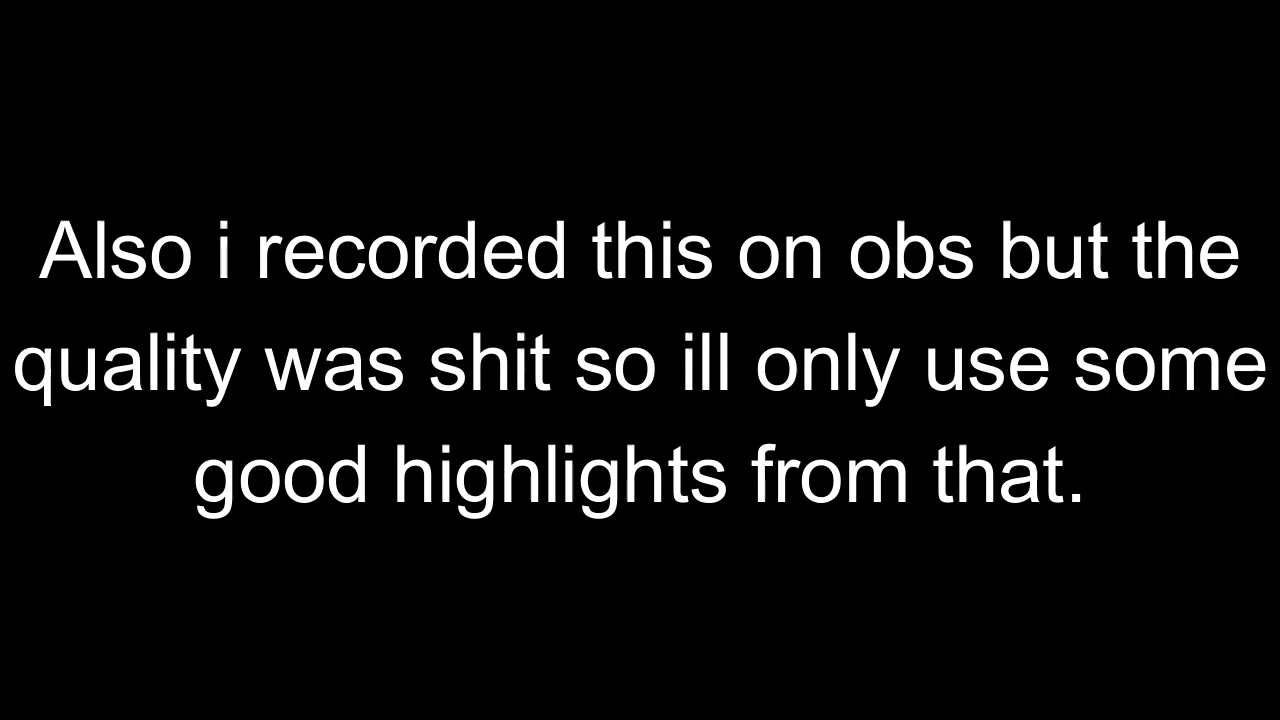 Also i recorded this on obs but the
quality was shit so ill only use some
good highlights from that.